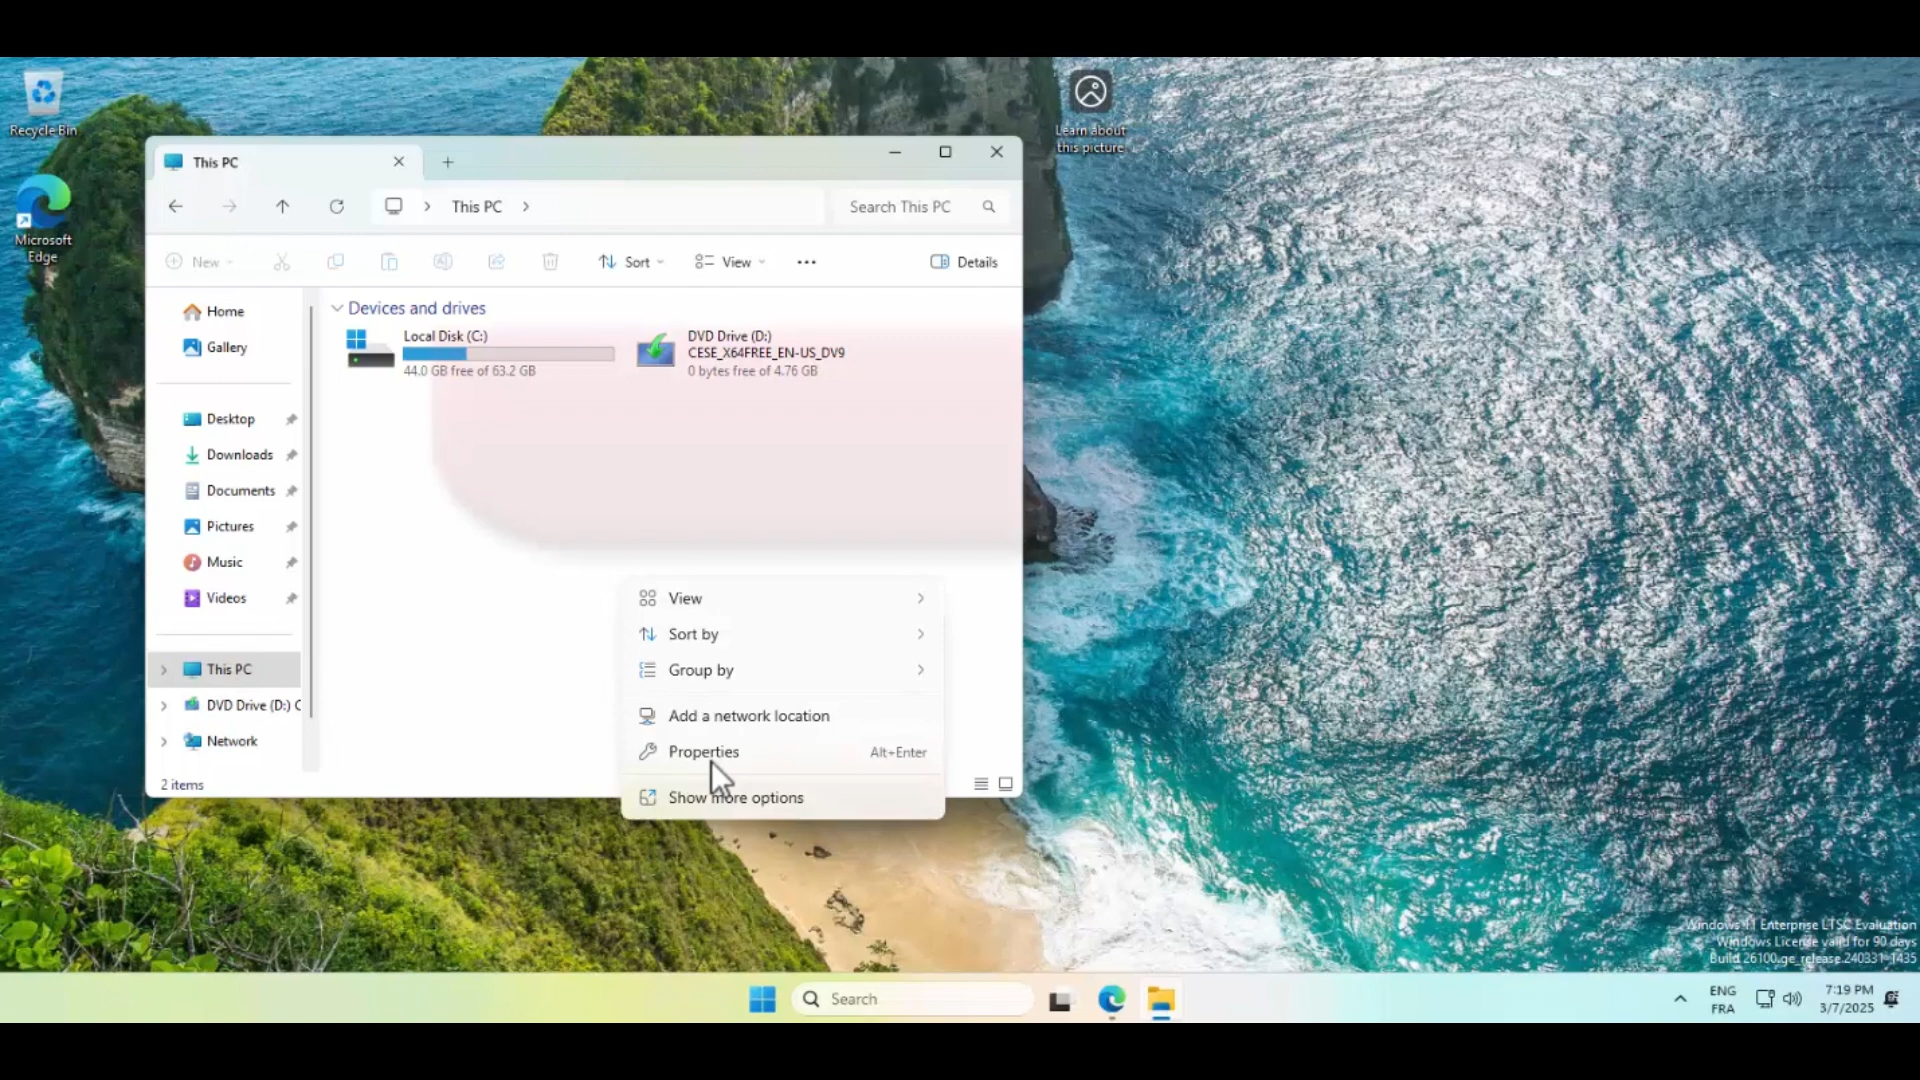 Recycle Bin
Microsoft
Edge
Learn about
this picture
This PC
This PC
Search This PC
New
Sort
View
Details
Home
Gallery
Desktop
Downloads
Documents
Pictures
Music
Videos
This PC
DVD Drive (D:) C
Network
2 items
Devices and drives
Local Disk (C:)
44.0 GB free of 63.2 GB
DVD Drive (D:)
CESE_X64FREE_EN-US_DV9
0 bytes free of 4.76 GB
View
Sort by
Group by
Add a network location
Properties Alt+Enter
Show more options
Windows 11 Enterprise LTSC Evaluation
Windows License valid for 90 days
Build 26100.ge_release.240331-1435
Search
ENG
FRA
7:19 PM
3/7/2025